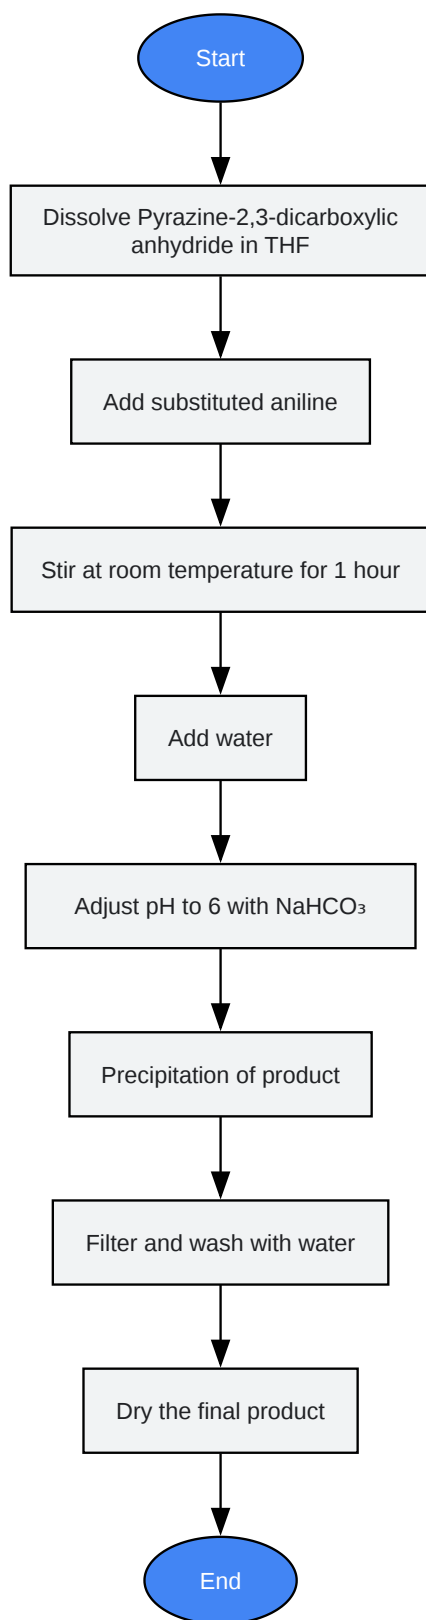 Start
Dissolve Pyrazine-2,3-dicarboxylic
anhydride in THF
Add substituted aniline
Stir at room temperature for 1 hour
Add water
Adjust pH to 6 with NaHCO₃
Precipitation of product
Filter and wash with water
Dry the final product
End